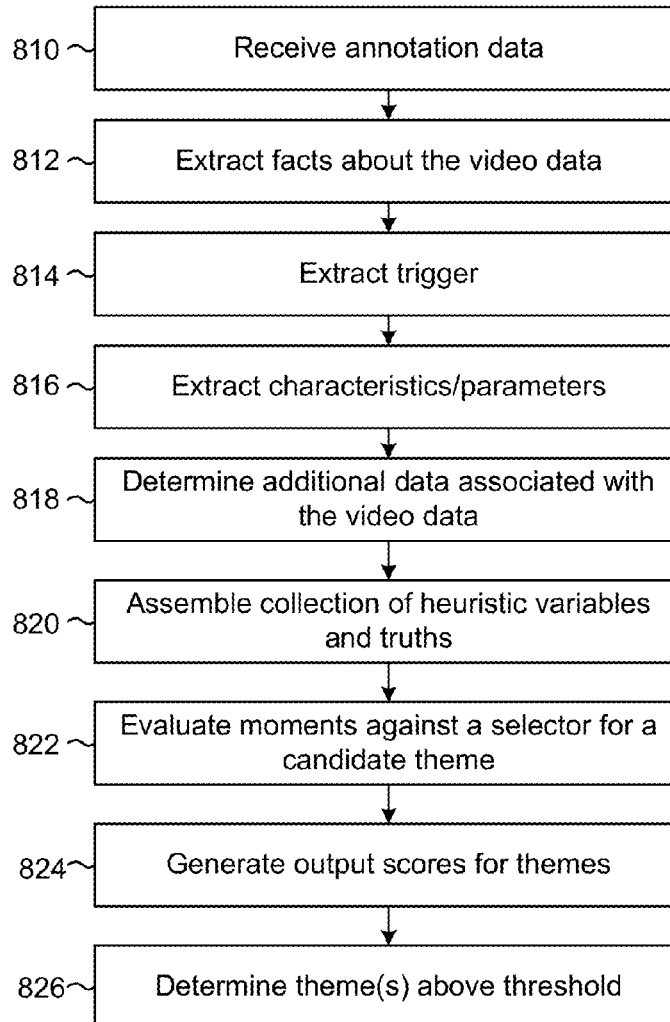 810 Receive annotation data
812 Extract facts about the video data
814 Extract trigger
816 Extract characteristics/parameters
818 Determine additional data associated with
the video data
820 Assemble collection of heuristic variables
and truths
822 Evaluate moments against a selector for a
candidate theme
824 Generate output scores for themes
826 Determine theme(s) above threshold